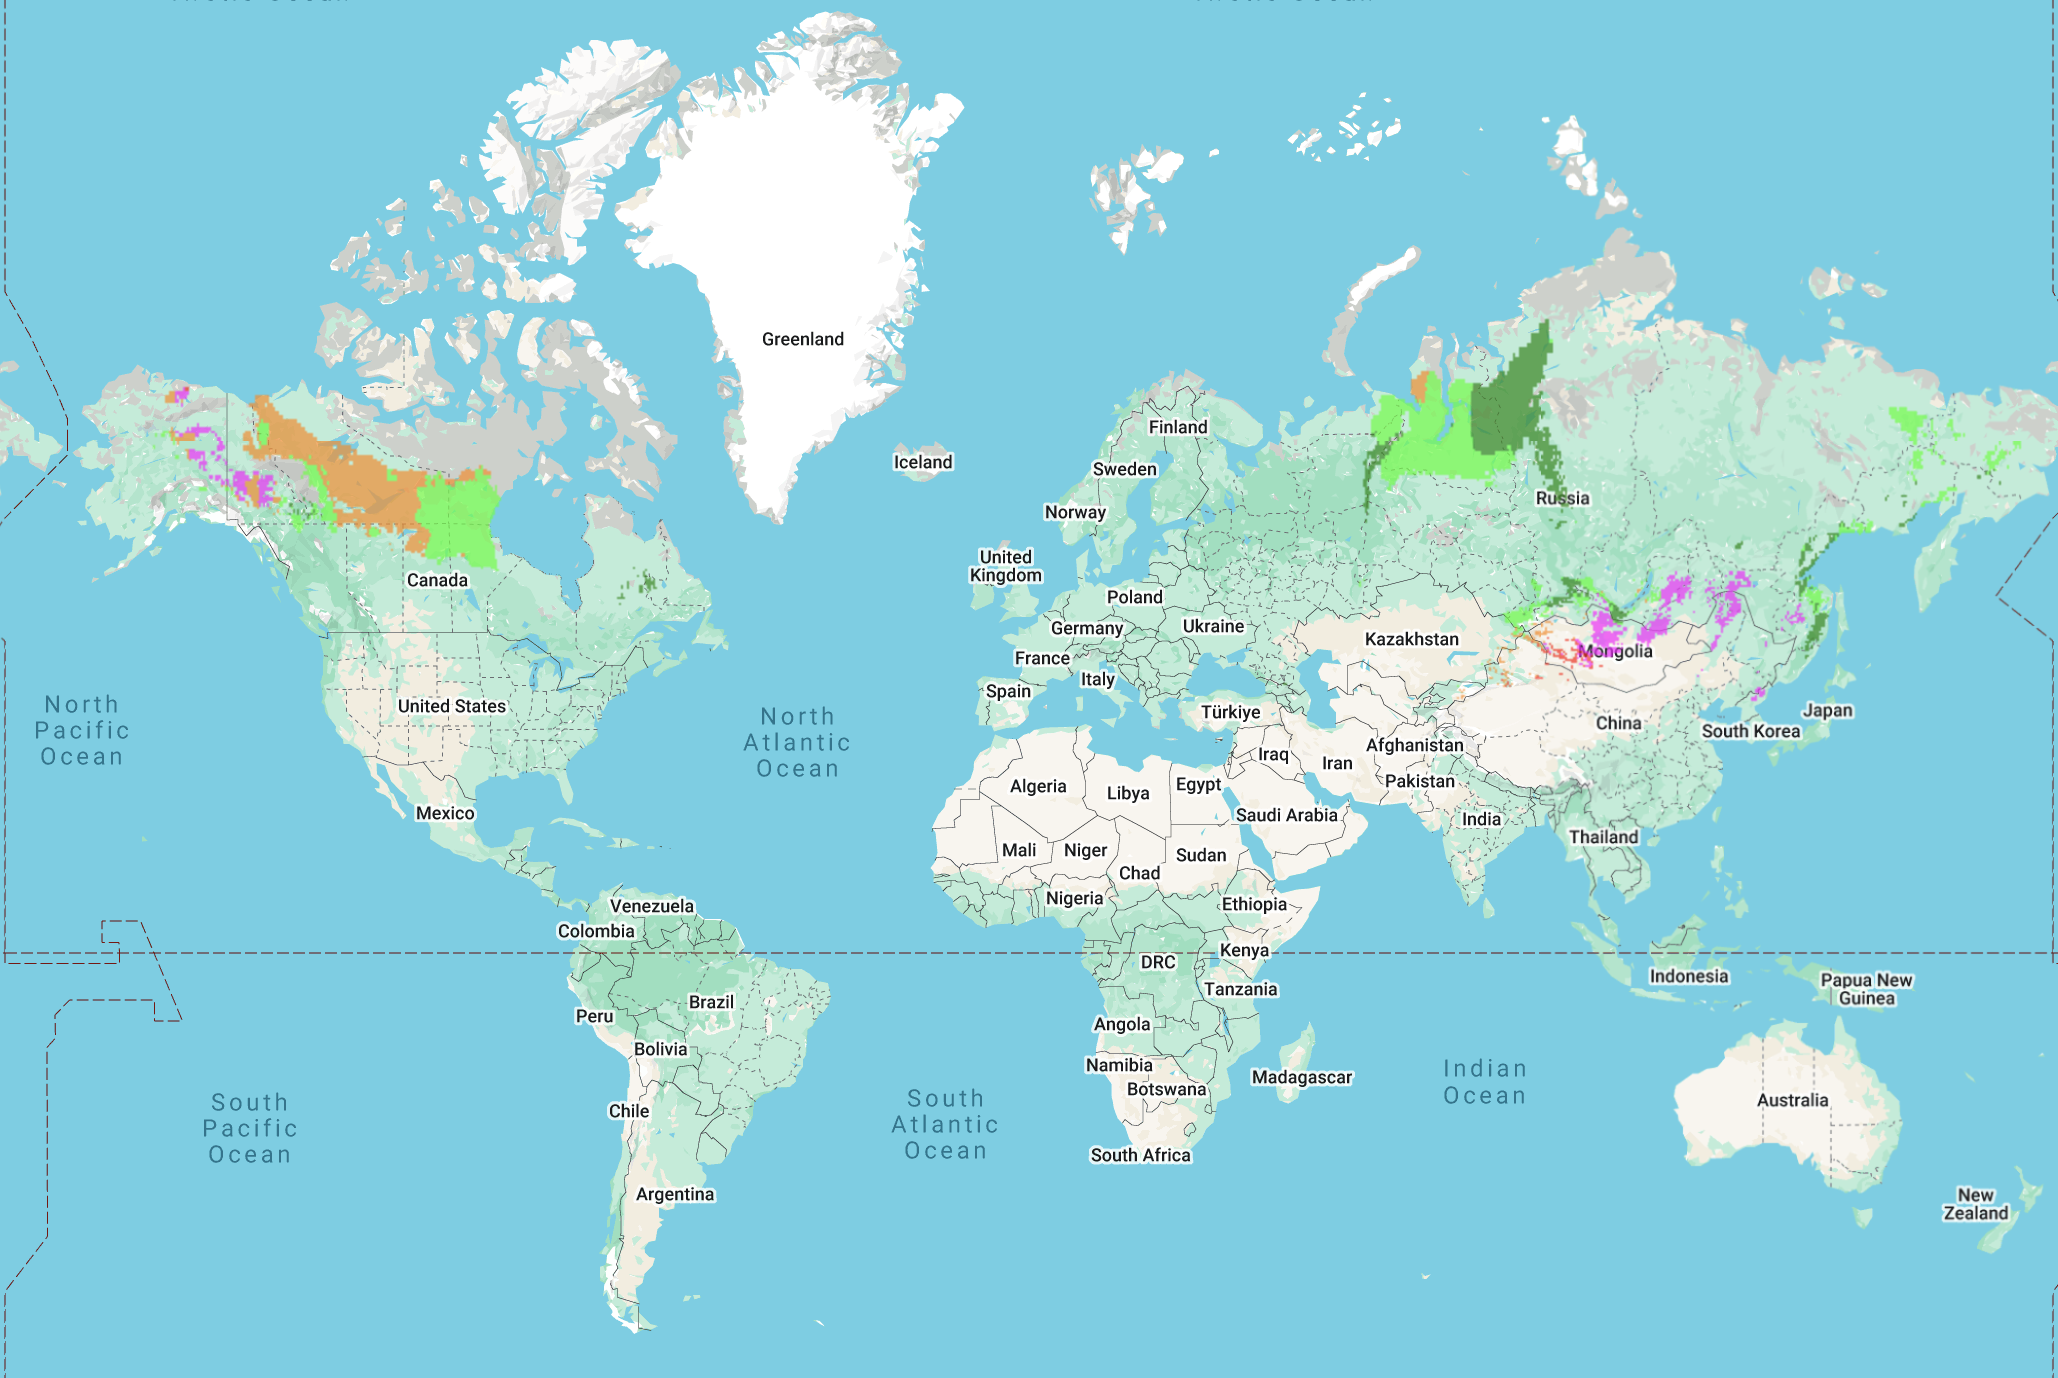 Arctic Ocean
Arctic Ocean
Greenland
Iceland
Finland
Sweden
Norway
Russia
United
Kingdom
Canada
Poland
Germany
Ukraine
Kazakhstan
Mongolia
France
Italy
Spain
United States
Türkiye
North
Pacific
Ocean
North
Atlantic
Ocean
China
Japan
South Korea
Afghanistan
Iraq
Iran
Pakistan
Algeria
Libya
Egypt
Saudi Arabia
India
Mexico
Thailand
Mali
Niger
Sudan
Chad
Nigeria
Ethiopia
Venezuela
Colombia
Kenya
DRC
Indonesia
Papua New
Guinea
Tanzania
Brazil
Peru
Angola
Bolivia
Namibia
Botswana
Madagascar
Indian
Ocean
Chile
Australia
South
Pacific
Ocean
South
Atlantic
Ocean
South Africa
Argentina
New
Zealand